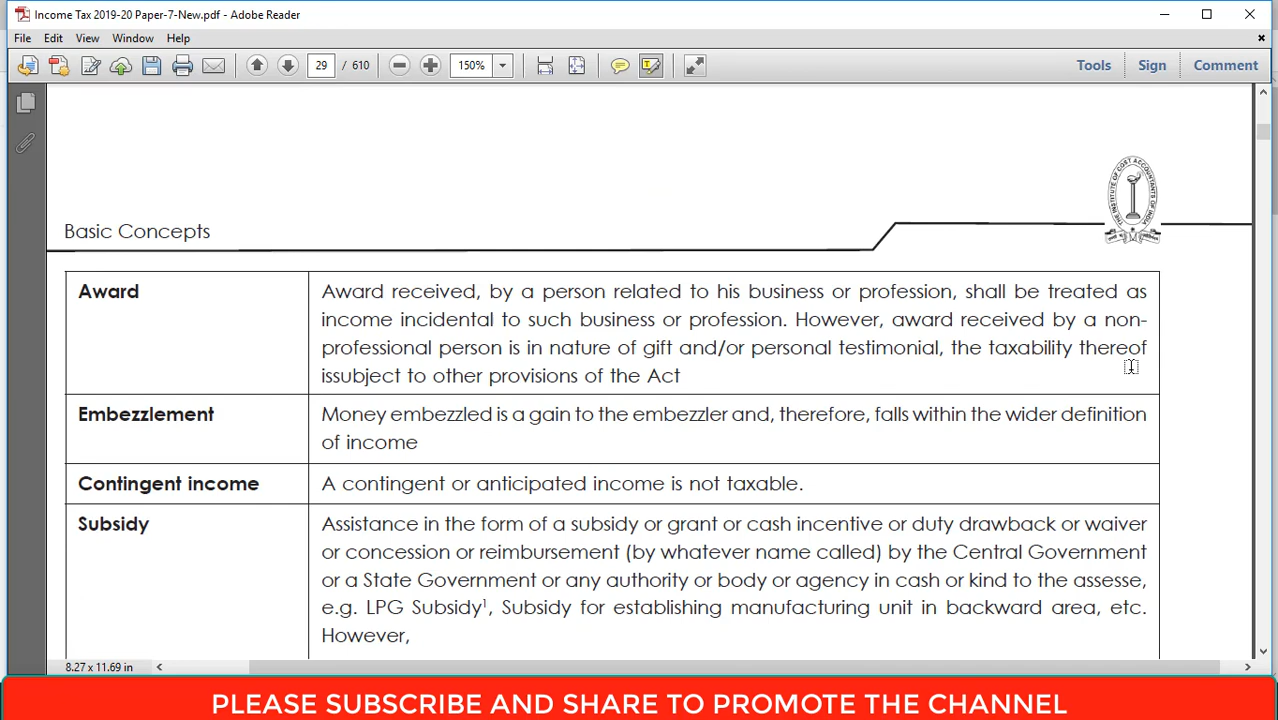 Income Tax 2019-20 Paper-7-New.pdf - Adobe Reader
File Edit View Window Help
29 / 610 150% Tools Sign Comment
THE INSTITUTE OF COST ACCOUNTANTS OF INDIA
Basic Concepts
Award
Award received, by a person related to his business or profession, shall be treated as
income incidental to such business or profession. However, award received by a non-
professional person is in nature of gift and/or personal testimonial, the taxability thereof
issubject to other provisions of the Act
Embezzlement
Money embezzled is a gain to the embezzler and, therefore, falls within the wider definition
of income
Contingent income
A contingent or anticipated income is not taxable.
Subsidy
Assistance in the form of a subsidy or grant or cash incentive or duty drawback or waiver
or concession or reimbursement (by whatever name called) by the Central Government
or a State Government or any authority or body or agency in cash or kind to the assesse,
e.g. LPG Subsidy¹, Subsidy for establishing manufacturing unit in backward area, etc.
However,
8.27 x 11.69 in
PLEASE SUBSCRIBE AND SHARE TO PROMOTE THE CHANNEL